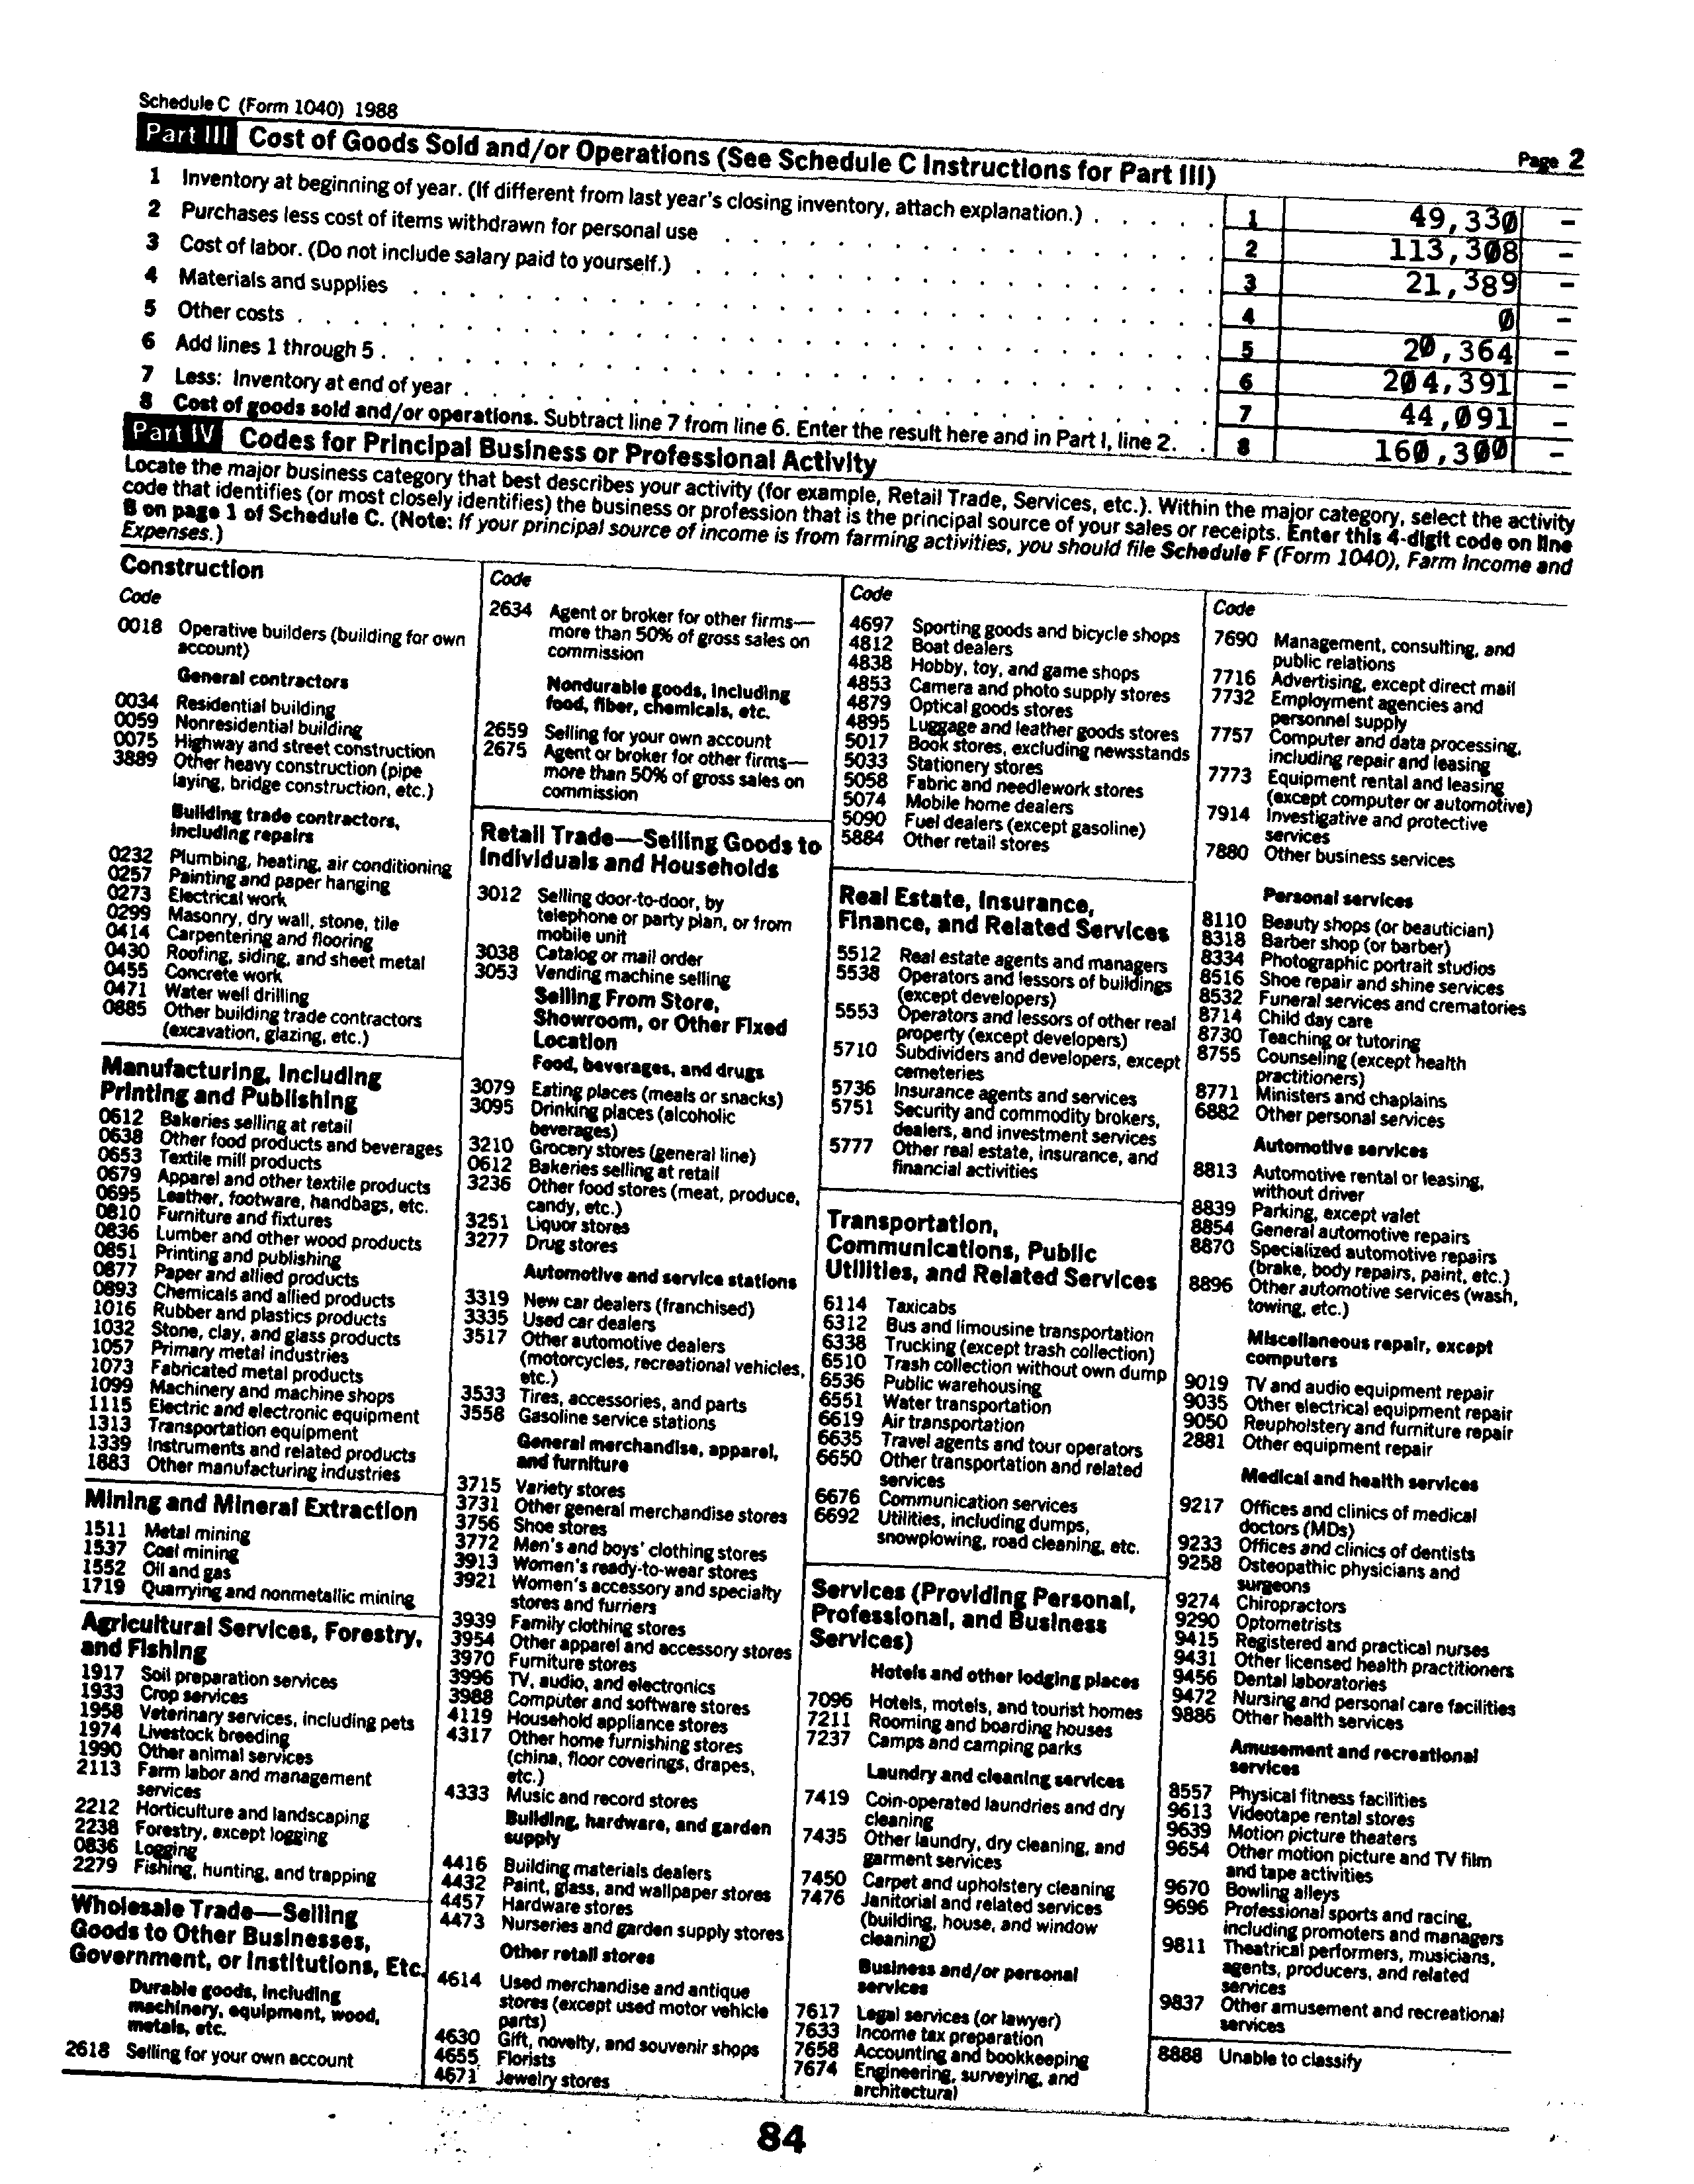 Schedule C (Form 1040) 1988
Page 2
Part III Cost of Goods Sold and/or Operations (See Schedule C Instructions for Part III)
1 Inventory at beginning of year. (If different from last year's closing inventory, attach explanation.) . . . . . 1 49,330 –
2 Purchases less cost of items withdrawn for personal use . . . . . 2 113,308 –
3 Cost of labor. (Do not include salary paid to yourself.) . . . . . 3 21,389 –
4 Materials and supplies . . . . . 4 0 –
5 Other costs . . . . . 5 20,364 –
6 Add lines 1 through 5 . . . . . 6 204,391 –
7 Less: Inventory at end of year . . . . . 7 44,091 –
8 Cost of goods sold and/or operations. Subtract line 7 from line 6. Enter the result here and in Part I, line 2. . 8 160,300 –
Part IV Codes for Principal Business or Professional Activity
Locate the major business category that best describes your activity (for example, Retail Trade, Services, etc.). Within the major category, select the activity
code that identifies (or most closely identifies) the business or profession that is the principal source of your sales or receipts. Enter this 4-digit code on line
B on page 1 of Schedule C. (Note: If your principal source of income is from farming activities, you should file Schedule F (Form 1040), Farm Income and
Expenses.)
Construction
Code
0018 Operative builders (building for own
account)
General contractors
0034 Residential building
0059 Nonresidential building
0075 Highway and street construction
3889 Other heavy construction (pipe
laying, bridge construction, etc.)
Building trade contractors,
including repairs
0232 Plumbing, heating, air conditioning
0257 Painting and paper hanging
0273 Electrical work
0299 Masonry, dry wall, stone, tile
0414 Carpentering and flooring
0430 Roofing, siding, and sheet metal
0455 Concrete work
0471 Water well drilling
0885 Other building trade contractors
(excavation, glazing, etc.)
Manufacturing, Including
Printing and Publishing
0612 Bakeries selling at retail
0638 Other food products and beverages
0653 Textile mill products
0679 Apparel and other textile products
0695 Leather, footware, handbags, etc.
0810 Furniture and fixtures
0836 Lumber and other wood products
0851 Printing and publishing
0877 Paper and allied products
0893 Chemicals and allied products
1016 Rubber and plastics products
1032 Stone, clay, and glass products
1057 Primary metal industries
1073 Fabricated metal products
1099 Machinery and machine shops
1115 Electric and electronic equipment
1313 Transportation equipment
1339 Instruments and related products
1883 Other manufacturing industries
Mining and Mineral Extraction
1511 Metal mining
1537 Coal mining
1552 Oil and gas
1719 Quarrying and nonmetallic mining
Agricultural Services, Forestry,
and Fishing
1917 Soil preparation services
1933 Crop services
1958 Veterinary services, including pets
1974 Livestock breeding
1990 Other animal services
2113 Farm labor and management
services
2212 Horticulture and landscaping
2238 Forestry, except logging
0836 Logging
2279 Fishing, hunting, and trapping
Wholesale Trade—Selling
Goods to Other Businesses,
Government, or Institutions, Etc.
Durable goods, including
machinery, equipment, wood,
metals, etc.
2618 Selling for your own account
Code
2634 Agent or broker for other firms—
more than 50% of gross sales on
commission
Nondurable goods, including
food, fiber, chemicals, etc.
2659 Selling for your own account
2675 Agent or broker for other firms—
more than 50% of gross sales on
commission
Retail Trade—Selling Goods to
Individuals and Households
3012 Selling door-to-door, by
telephone or party plan, or from
mobile unit
3038 Catalog or mail order
3053 Vending machine selling
Selling From Store,
Showroom, or Other Fixed
Location
Food, beverages, and drugs
3079 Eating places (meals or snacks)
3095 Drinking places (alcoholic
beverages)
3210 Grocery stores (general line)
0612 Bakeries selling at retail
3236 Other food stores (meat, produce,
candy, etc.)
3251 Liquor stores
3277 Drug stores
Automotive and service stations
3319 New car dealers (franchised)
3335 Used car dealers
3517 Other automotive dealers
(motorcycles, recreational vehicles,
etc.)
3533 Tires, accessories, and parts
3558 Gasoline service stations
General merchandise, apparel,
and furniture
3715 Variety stores
3731 Other general merchandise stores
3756 Shoe stores
3772 Men's and boys' clothing stores
3913 Women's ready-to-wear stores
3921 Women's accessory and specialty
stores and furriers
3939 Family clothing stores
3954 Other apparel and accessory stores
3970 Furniture stores
3996 TV, audio, and electronics
3988 Computer and software stores
4119 Household appliance stores
4317 Other home furnishing stores
(china, floor coverings, drapes,
etc.)
4333 Music and record stores
Building, hardware, and garden
supply
4416 Building materials dealers
4432 Paint, glass, and wallpaper stores
4457 Hardware stores
4473 Nurseries and garden supply stores
Other retail stores
4614 Used merchandise and antique
stores (except used motor vehicle
parts)
4630 Gift, novelty, and souvenir shops
4655 Florists
4671 Jewelry stores
Code
4697 Sporting goods and bicycle shops
4812 Boat dealers
4838 Hobby, toy, and game shops
4853 Camera and photo supply stores
4879 Optical goods stores
4895 Luggage and leather goods stores
5017 Book stores, excluding newsstands
5033 Stationery stores
5058 Fabric and needlework stores
5074 Mobile home dealers
5090 Fuel dealers (except gasoline)
5884 Other retail stores
Real Estate, Insurance,
Finance, and Related Services
5512 Real estate agents and managers
5538 Operators and lessors of buildings
(except developers)
5553 Operators and lessors of other real
property (except developers)
5710 Subdividers and developers, except
cemeteries
5736 Insurance agents and services
5751 Security and commodity brokers,
dealers, and investment services
5777 Other real estate, insurance, and
financial activities
Transportation,
Communications, Public
Utilities, and Related Services
6114 Taxicabs
6312 Bus and limousine transportation
6338 Trucking (except trash collection)
6510 Trash collection without own dump
6536 Public warehousing
6551 Water transportation
6619 Air transportation
6635 Travel agents and tour operators
6650 Other transportation and related
services
6676 Communication services
6692 Utilities, including dumps,
snowplowing, road cleaning, etc.
Services (Providing Personal,
Professional, and Business
Services)
Hotels and other lodging places
7096 Hotels, motels, and tourist homes
7211 Rooming and boarding houses
7237 Camps and camping parks
Laundry and cleaning services
7419 Coin-operated laundries and dry
cleaning
7435 Other laundry, dry cleaning, and
garment services
7450 Carpet and upholstery cleaning
7476 Janitorial and related services
(building, house, and window
cleaning)
Business and/or personal
services
7617 Legal services (or lawyer)
7633 Income tax preparation
7658 Accounting and bookkeeping
7674 Engineering, surveying, and
architectural
Code
7690 Management, consulting, and
public relations
7716 Advertising, except direct mail
7732 Employment agencies and
personnel supply
7757 Computer and data processing,
including repair and leasing
7773 Equipment rental and leasing
(except computer or automotive)
7914 Investigative and protective
services
7880 Other business services
Personal services
8110 Beauty shops (or beautician)
8318 Barber shop (or barber)
8334 Photographic portrait studios
8516 Shoe repair and shine services
8532 Funeral services and crematories
8714 Child day care
8730 Teaching or tutoring
8755 Counseling (except health
practitioners)
8771 Ministers and chaplains
6882 Other personal services
Automotive services
8813 Automotive rental or leasing,
without driver
8839 Parking, except valet
8854 General automotive repairs
8870 Specialized automotive repairs
(brake, body repairs, paint, etc.)
8896 Other automotive services (wash,
towing, etc.)
Miscellaneous repair, except
computers
9019 TV and audio equipment repair
9035 Other electrical equipment repair
9050 Reupholstery and furniture repair
2881 Other equipment repair
Medical and health services
9217 Offices and clinics of medical
doctors (MDs)
9233 Offices and clinics of dentists
9258 Osteopathic physicians and
surgeons
9274 Chiropractors
9290 Optometrists
9415 Registered and practical nurses
9431 Other licensed health practitioners
9456 Dental laboratories
9472 Nursing and personal care facilities
9886 Other health services
Amusement and recreational
services
8557 Physical fitness facilities
9613 Videotape rental stores
9639 Motion picture theaters
9654 Other motion picture and TV film
and tape activities
9670 Bowling alleys
9696 Professional sports and racing,
including promoters and managers
9811 Theatrical performers, musicians,
agents, producers, and related
services
9837 Other amusement and recreational
services
8888 Unable to classify
84